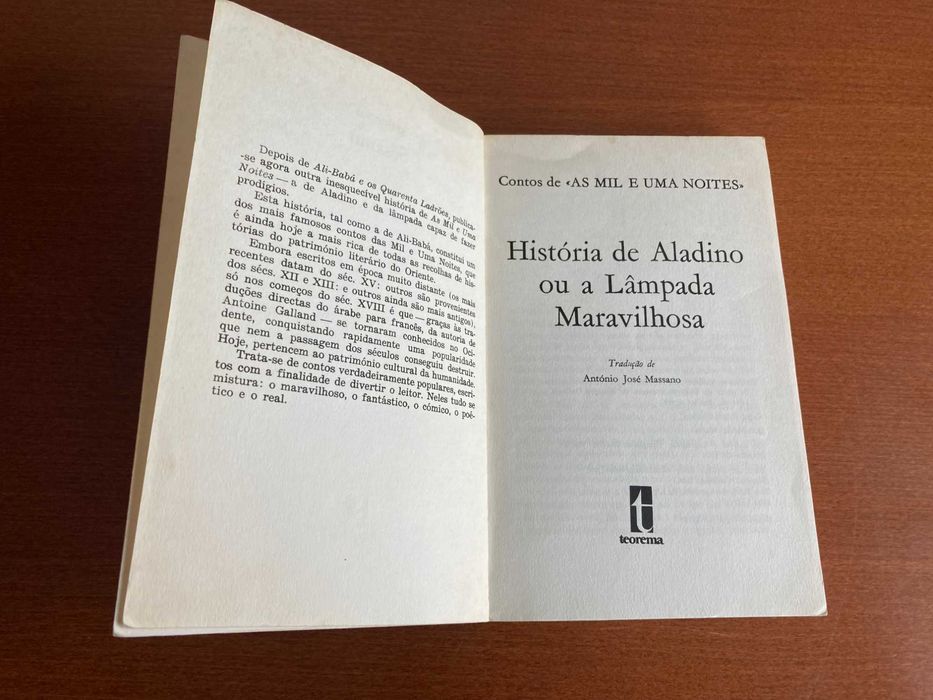 Depois de Ali-Babá e os Quarenta Ladrões, publica-
-se agora outra inesquecível história de As Mil e Uma
Noites — a de Aladino e da lâmpada capaz de fazer
prodígios.
Esta história, tal como a de Ali-Babá, constitui um
dos mais famosos contos das Mil e Uma Noites, que
é ainda hoje a mais rica de todas as recolhas de his-
tórias do património literário do Oriente.
Embora escritos em época muito distante (os mais
recentes datam do séc. XV: outros são provenientes
dos sécs. XII e XIII: e outros ainda são mais antigos),
só nos começos do séc. XVIII é que — graças às tra-
duções directas do árabe para francês, da autoria de
Antoine Galland — se tornaram conhecidos no Oci-
dente, conquistando rapidamente uma popularidade
que nem a passagem dos séculos conseguiu destruir.
Hoje, pertencem ao património cultural da humanidade.
Trata-se de contos verdadeiramente populares, escri-
tos com a finalidade de divertir o leitor. Neles tudo se
mistura: o maravilhoso, o fantástico, o cómico, o poé-
tico e o real.
Contos de «AS MIL E UMA NOITES»
História de Aladino
ou a Lâmpada
Maravilhosa
Tradução de
António José Massano
t
teorema